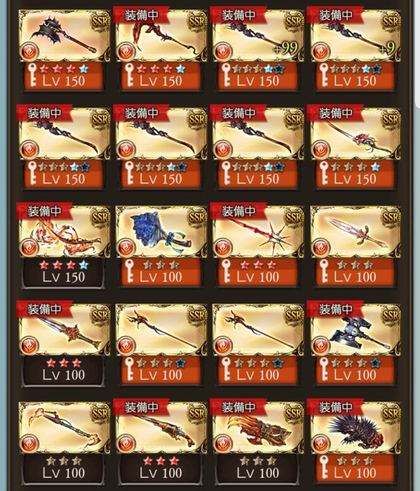 SSR 装備中 SSR 装備中 SSR 装備中 SSR
+99 +9
Lv 150 Lv 150 Lv 150 Lv 150
装備中 SSR 装備中 SSR 装備中 SSR 装備中 SSR
Lv 150 Lv 150 Lv 150 Lv 150
装備中 SSR SSR 装備中 SSR SSR
Lv 150 Lv 100 Lv 100 Lv 100
装備中 SSR 装備中 SSR 装備中 SSR 装備中 SSR
Lv 100 Lv 100 Lv 100 Lv 100
SSR 装備中 SSR SSR 装備中 SSR
Lv 100 Lv 100 Lv 100 Lv 100